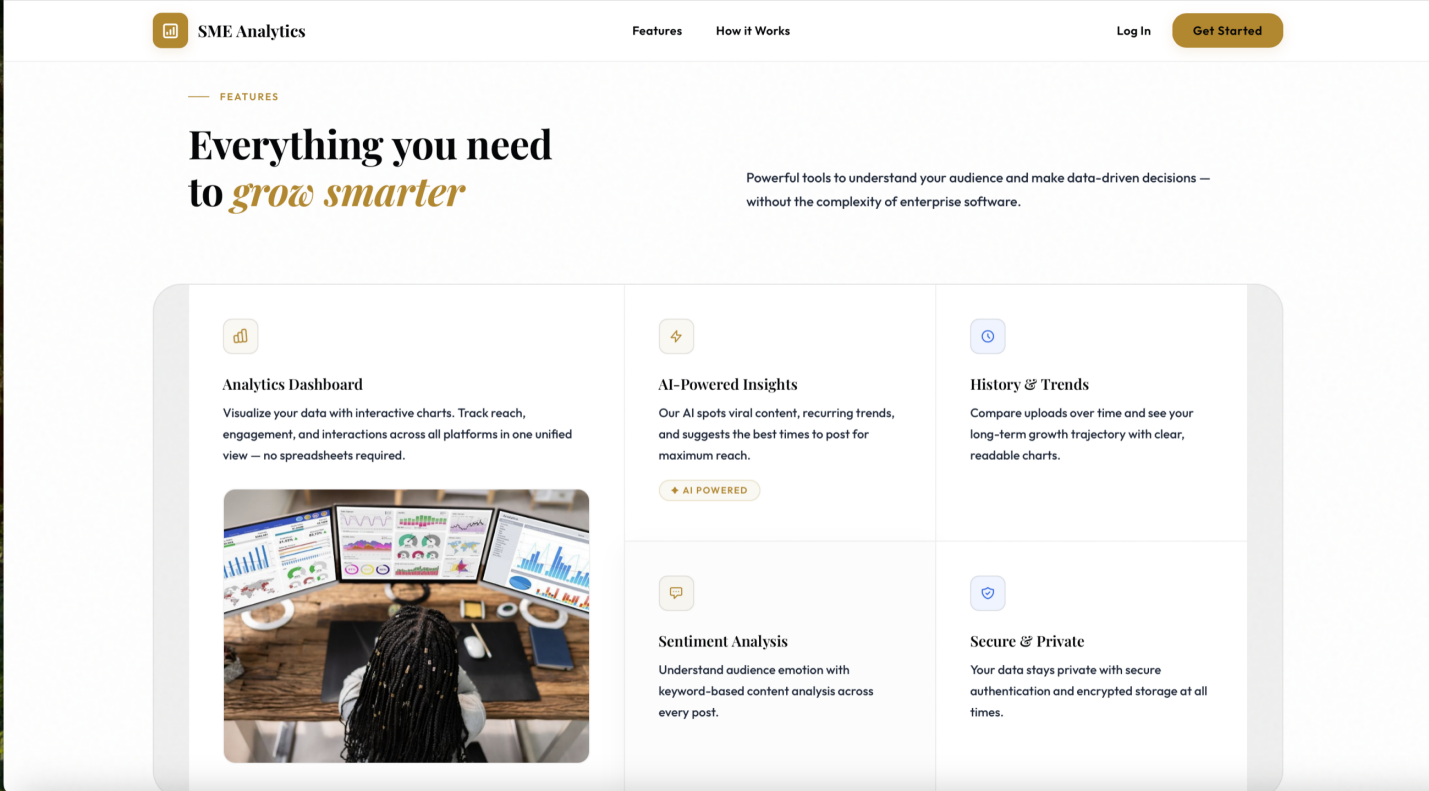 SME Analytics
Features
How it Works
Log In
Get Started
FEATURES
Everything you need
to grow smarter
Powerful tools to understand your audience and make data-driven decisions —
without the complexity of enterprise software.
Analytics Dashboard
Visualize your data with interactive charts. Track reach,
engagement, and interactions across all platforms in one unified
view — no spreadsheets required.
AI-Powered Insights
Our AI spots viral content, recurring trends,
and suggests the best times to post for
maximum reach.
✦ AI POWERED
History & Trends
Compare uploads over time and see your
long-term growth trajectory with clear,
readable charts.
Sentiment Analysis
Understand audience emotion with
keyword-based content analysis across
every post.
Secure & Private
Your data stays private with secure
authentication and encrypted storage at all
times.